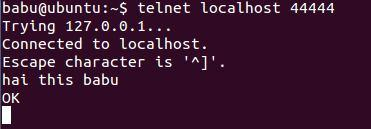 babu@ubuntu:~$ telnet localhost 44444
Trying 127.0.0.1...
Connected to localhost.
Escape character is '^]'.
hai this babu
OK